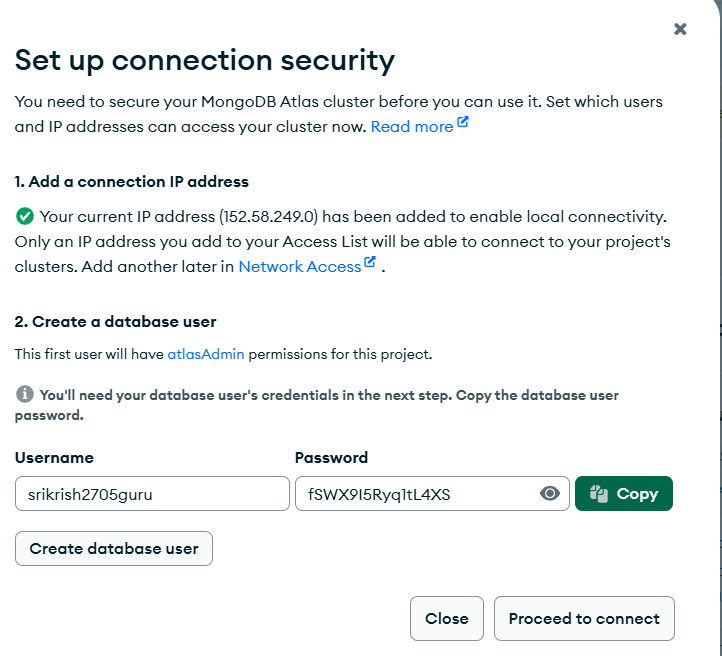 Set up connection security
You need to secure your MongoDB Atlas cluster before you can use it. Set which users
and IP addresses can access your cluster now. Read more
1. Add a connection IP address
Your current IP address (152.58.249.0) has been added to enable local connectivity.
Only an IP address you add to your Access List will be able to connect to your project's
clusters. Add another later in Network Access .
2. Create a database user
This first user will have atlasAdmin permissions for this project.
You'll need your database user's credentials in the next step. Copy the database user
password.
Username Password
srikrish2705guru fSWX9I5Ryq1tL4XS Copy
Create database user
Close Proceed to connect